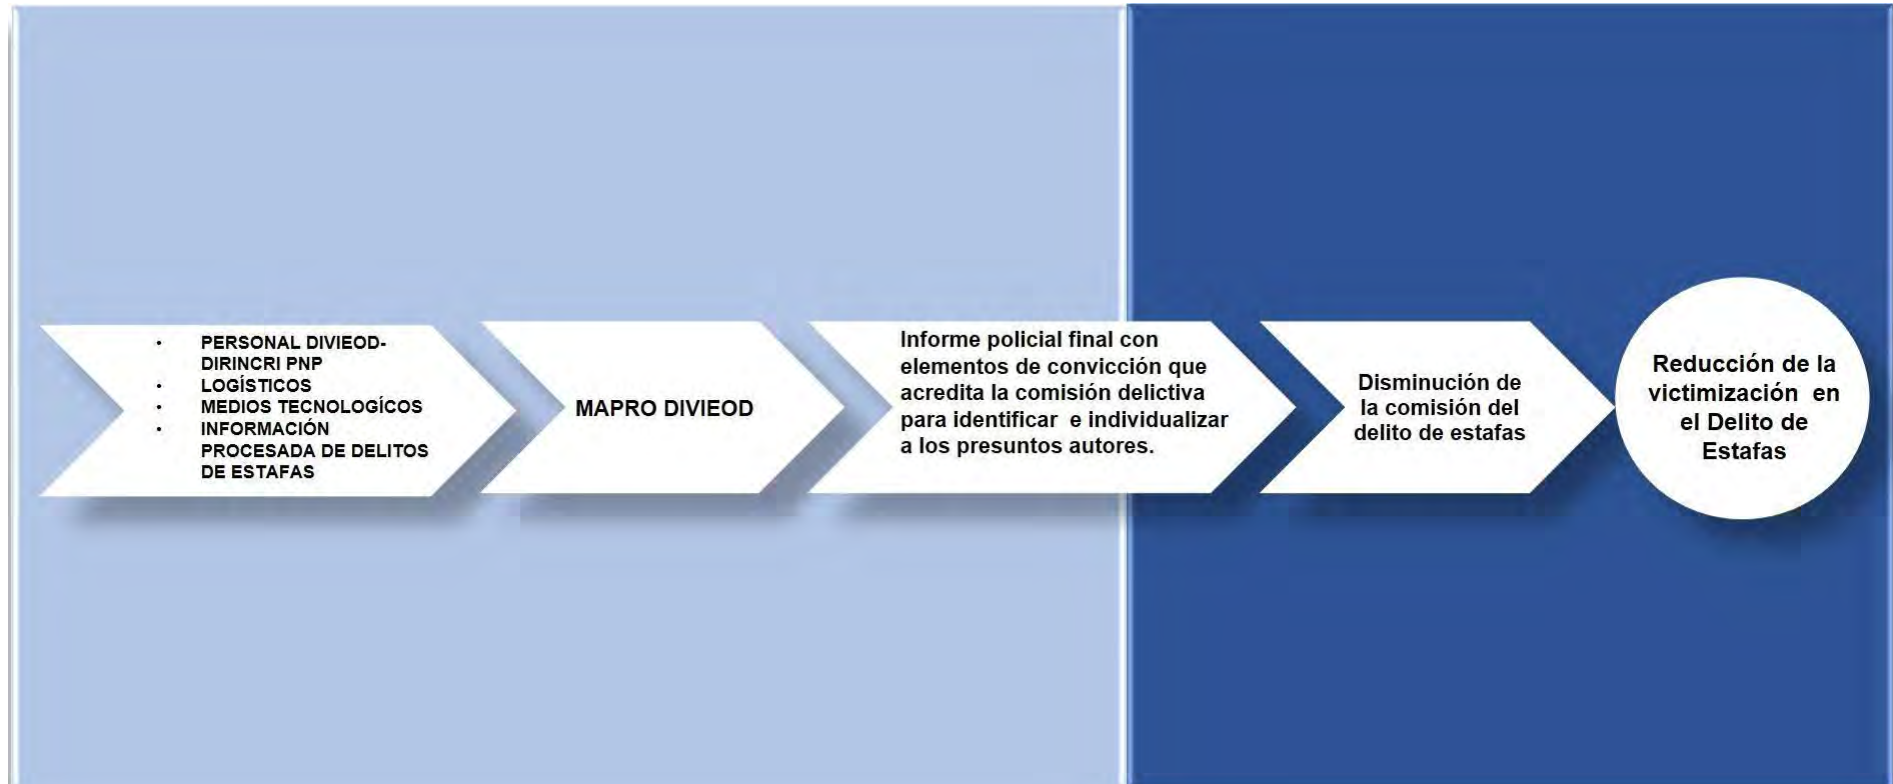 • PERSONAL DIVIEOD-
DIRINCRI PNP
• LOGÍSTICOS
• MEDIOS TECNOLOGÍCOS
• INFORMACIÓN
PROCESADA DE DELITOS
DE ESTAFAS
MAPRO DIVIEOD
Informe policial final con
elementos de convicción que
acredita la comisión delictiva
para identificar e individualizar
a los presuntos autores.
Disminución de
la comisión del
delito de estafas
Reducción de la
victimización en
el Delito de
Estafas